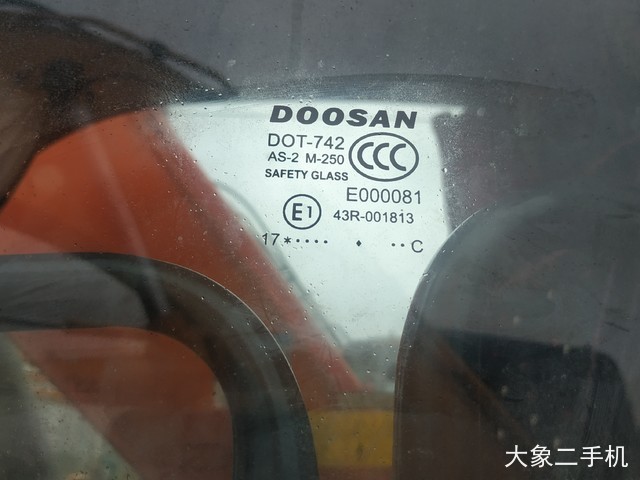 DOOSAN
DOT-742
AS-2 M-250
SAFETY GLASS
CCC
E000081
E1
43R-001813
17*••••• ♦ ••C
大象二手机